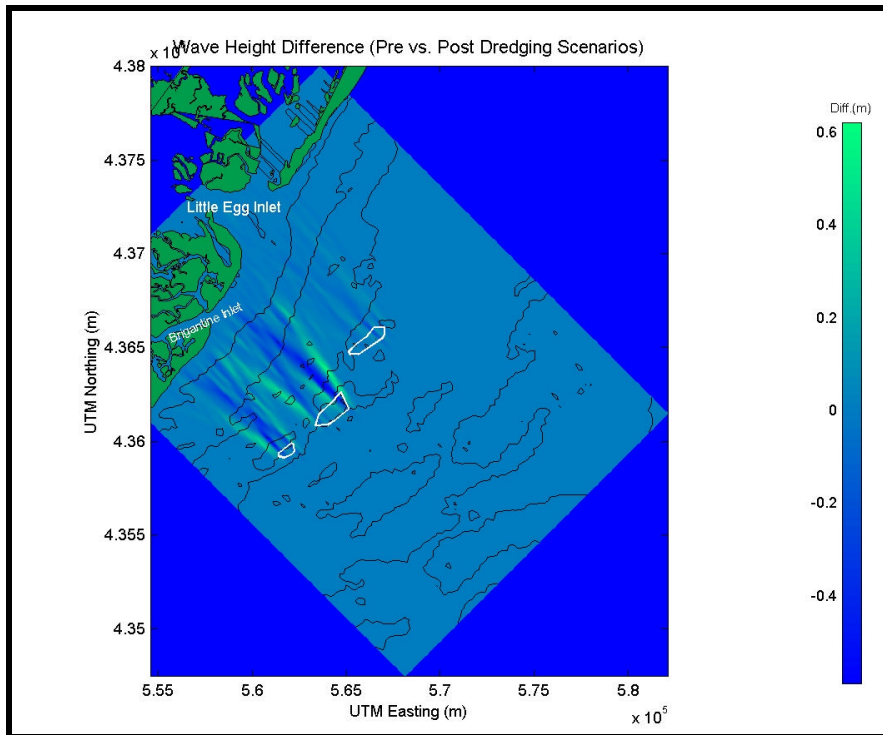 Wave Height Difference (Pre vs. Post Dredging Scenarios)
x 10
4.38
4.375
4.37
4.365
4.36
4.355
4.35
UTM Northing (m)
Little Egg Inlet
Brigantine Inlet
5.55
5.6
5.65
5.7
5.75
5.8
UTM Easting (m)
x 10⁵
Diff.(m)
0.6
0.4
0.2
0
-0.2
-0.4